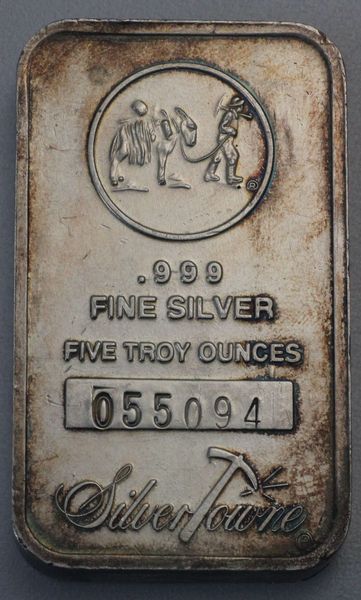 ®
.999
FINE SILVER
FIVE TROY OUNCES
055094
SilverTowne ©